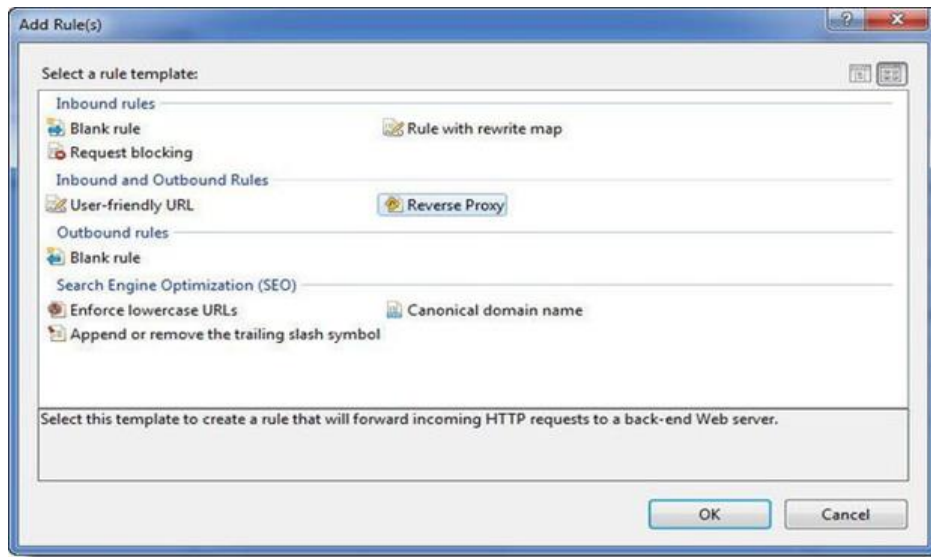 Add Rule(s)
Select a rule template:
Inbound rules
Blank rule
Rule with rewrite map
Request blocking
Inbound and Outbound Rules
User-friendly URL
Reverse Proxy
Outbound rules
Blank rule
Search Engine Optimization (SEO)
Enforce lowercase URLs
Canonical domain name
Append or remove the trailing slash symbol
Select this template to create a rule that will forward incoming HTTP requests to a back-end Web server.
OK
Cancel